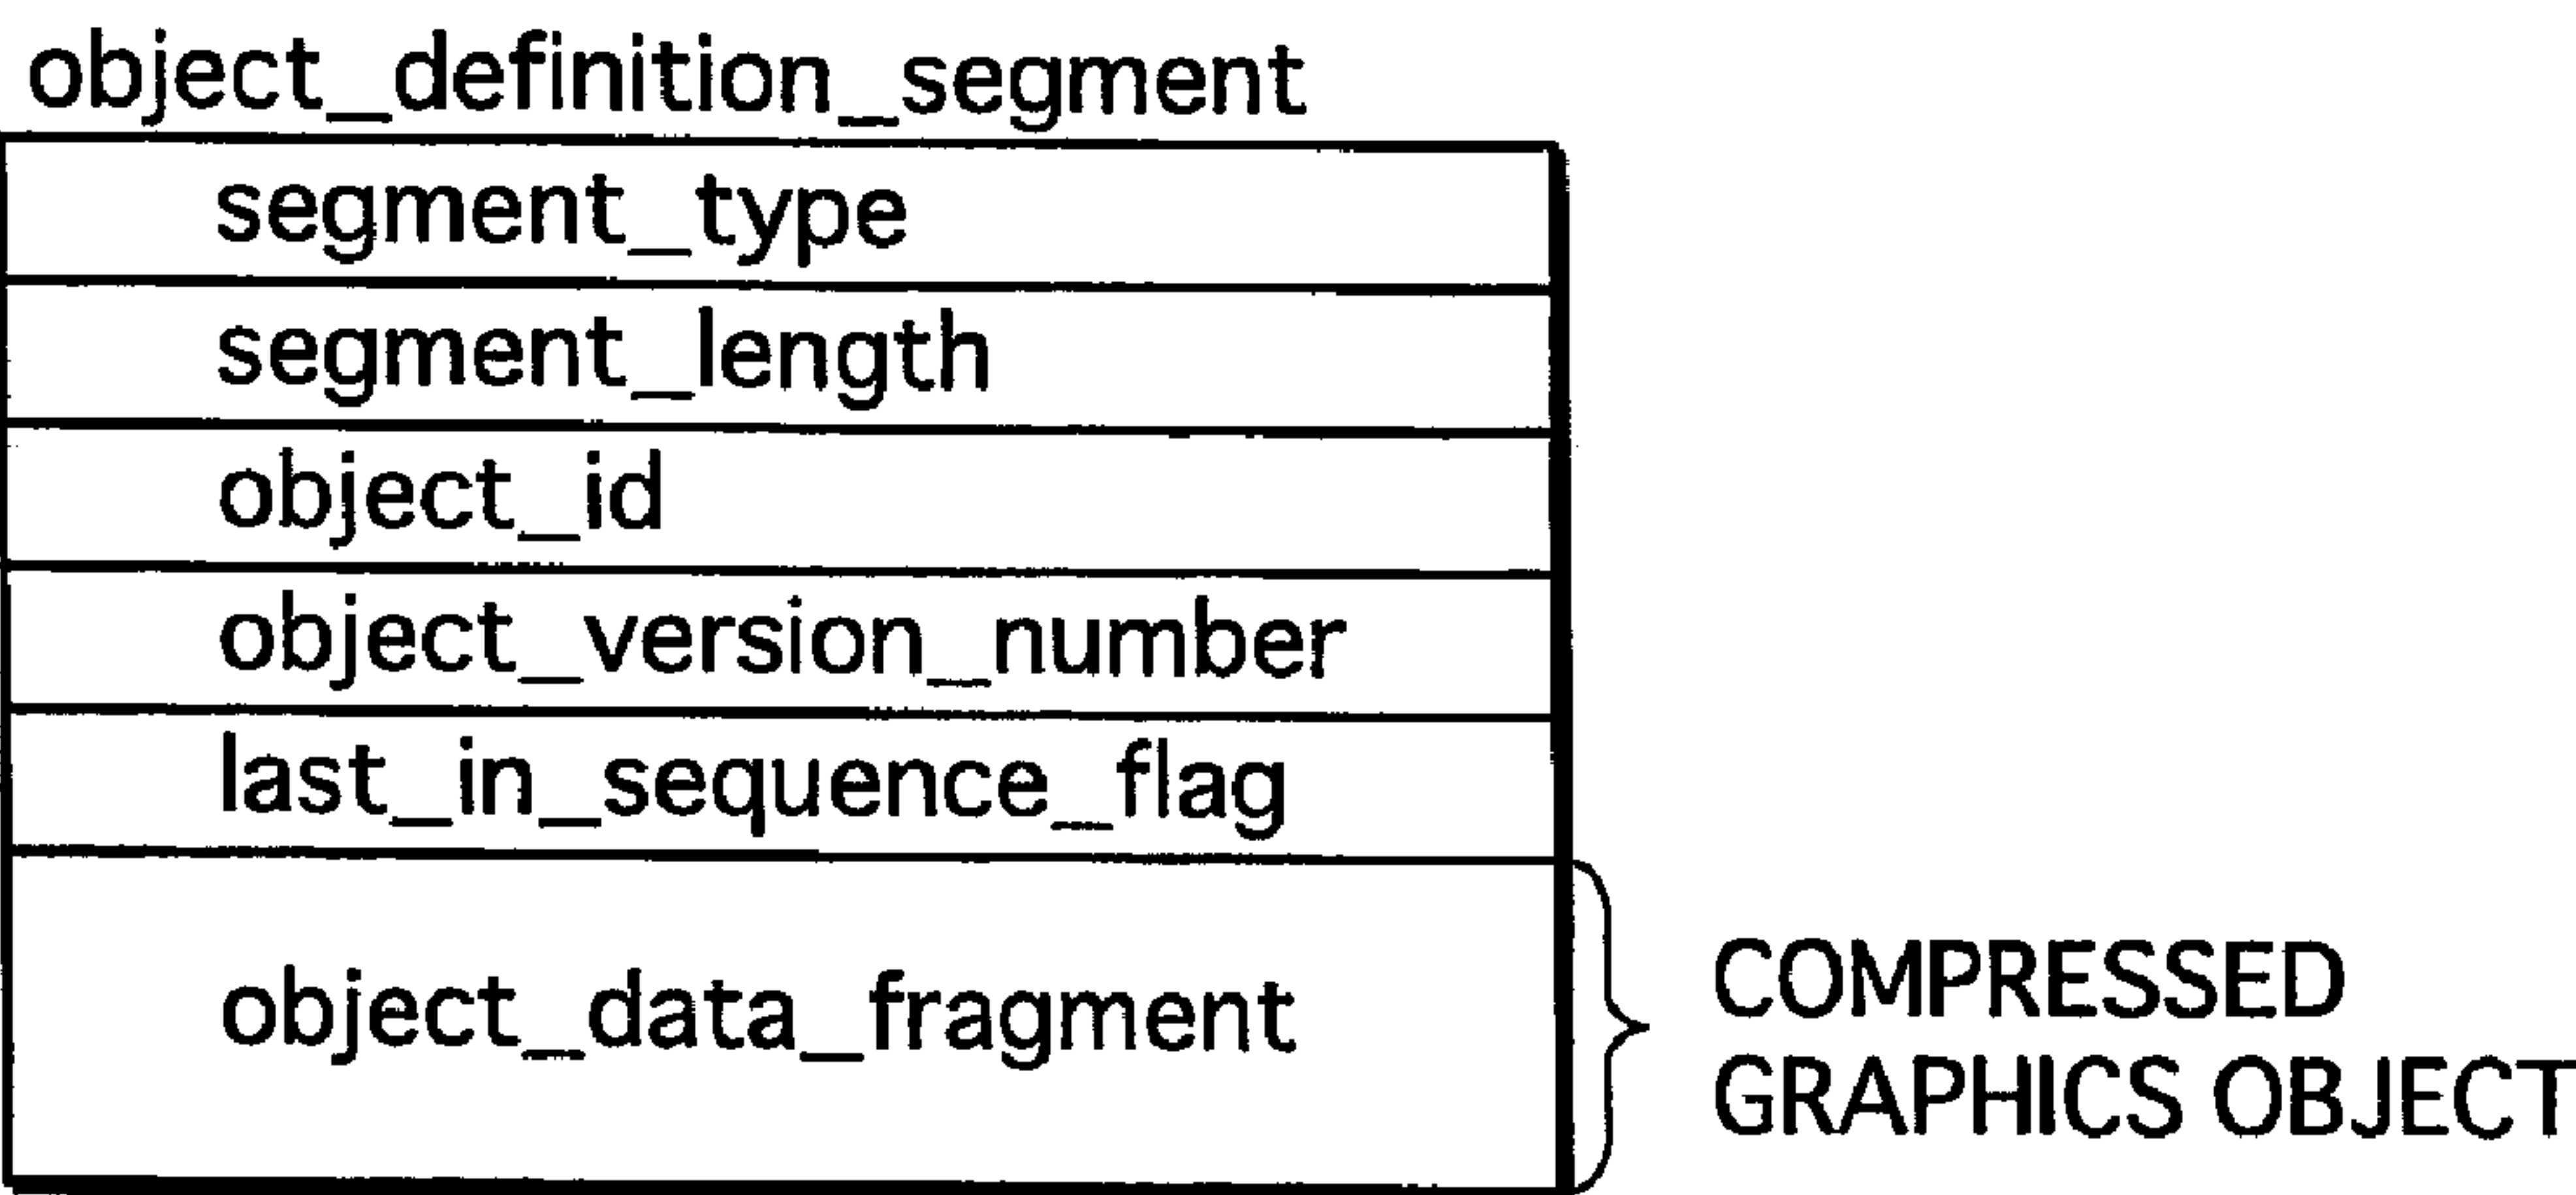 object_definition_segment
segment_type
segment_length
object_id
object_version_number
last_in_sequence_flag
object_data_fragment
COMPRESSED
GRAPHICS OBJECT